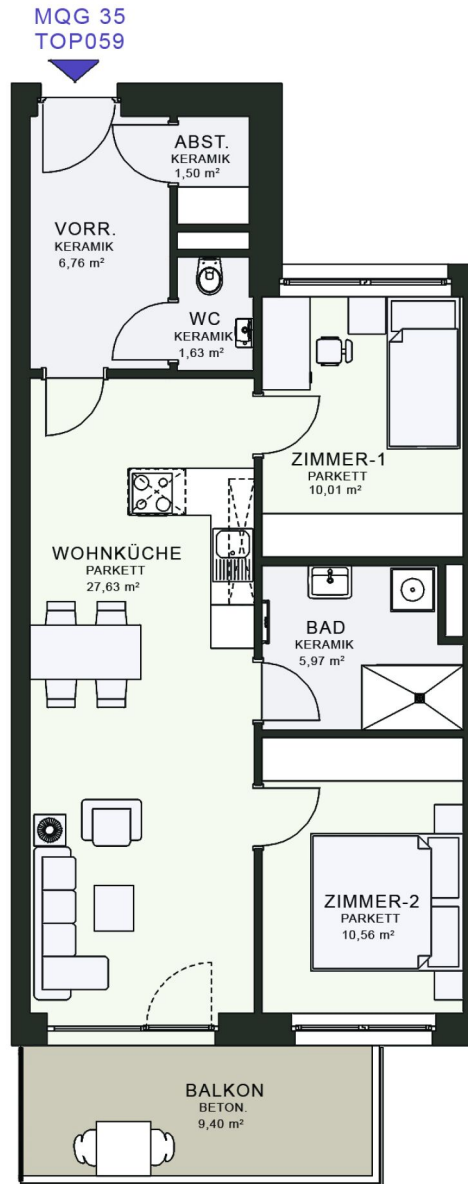 MQG 35
TOP059
ABST.
KERAMIK
1,50 m²
VORR.
KERAMIK
6,76 m²
WC
KERAMIK
1,63 m²
ZIMMER-1
PARKETT
10,01 m²
WOHNKÜCHE
PARKETT
27,63 m²
BAD
KERAMIK
5,97 m²
ZIMMER-2
PARKETT
10,56 m²
BALKON
BETON.
9,40 m²